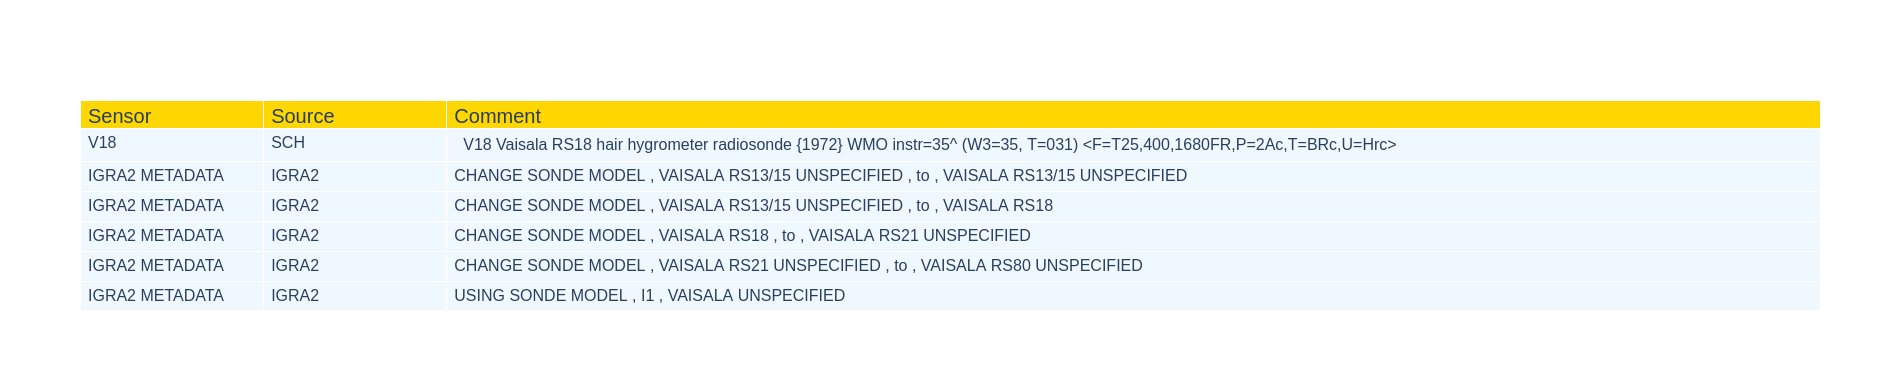 Sensor Source Comment
V18 SCH V18 Vaisala RS18 hair hygrometer radiosonde {1972} WMO instr=35^ (W3=35, T=031) <F=T25,400,1680FR,P=2Ac,T=BRc,U=Hrc>
IGRA2 METADATA IGRA2 CHANGE SONDE MODEL , VAISALA RS13/15 UNSPECIFIED , to , VAISALA RS13/15 UNSPECIFIED
IGRA2 METADATA IGRA2 CHANGE SONDE MODEL , VAISALA RS13/15 UNSPECIFIED , to , VAISALA RS18
IGRA2 METADATA IGRA2 CHANGE SONDE MODEL , VAISALA RS18 , to , VAISALA RS21 UNSPECIFIED
IGRA2 METADATA IGRA2 CHANGE SONDE MODEL , VAISALA RS21 UNSPECIFIED , to , VAISALA RS80 UNSPECIFIED
IGRA2 METADATA IGRA2 USING SONDE MODEL , I1 , VAISALA UNSPECIFIED